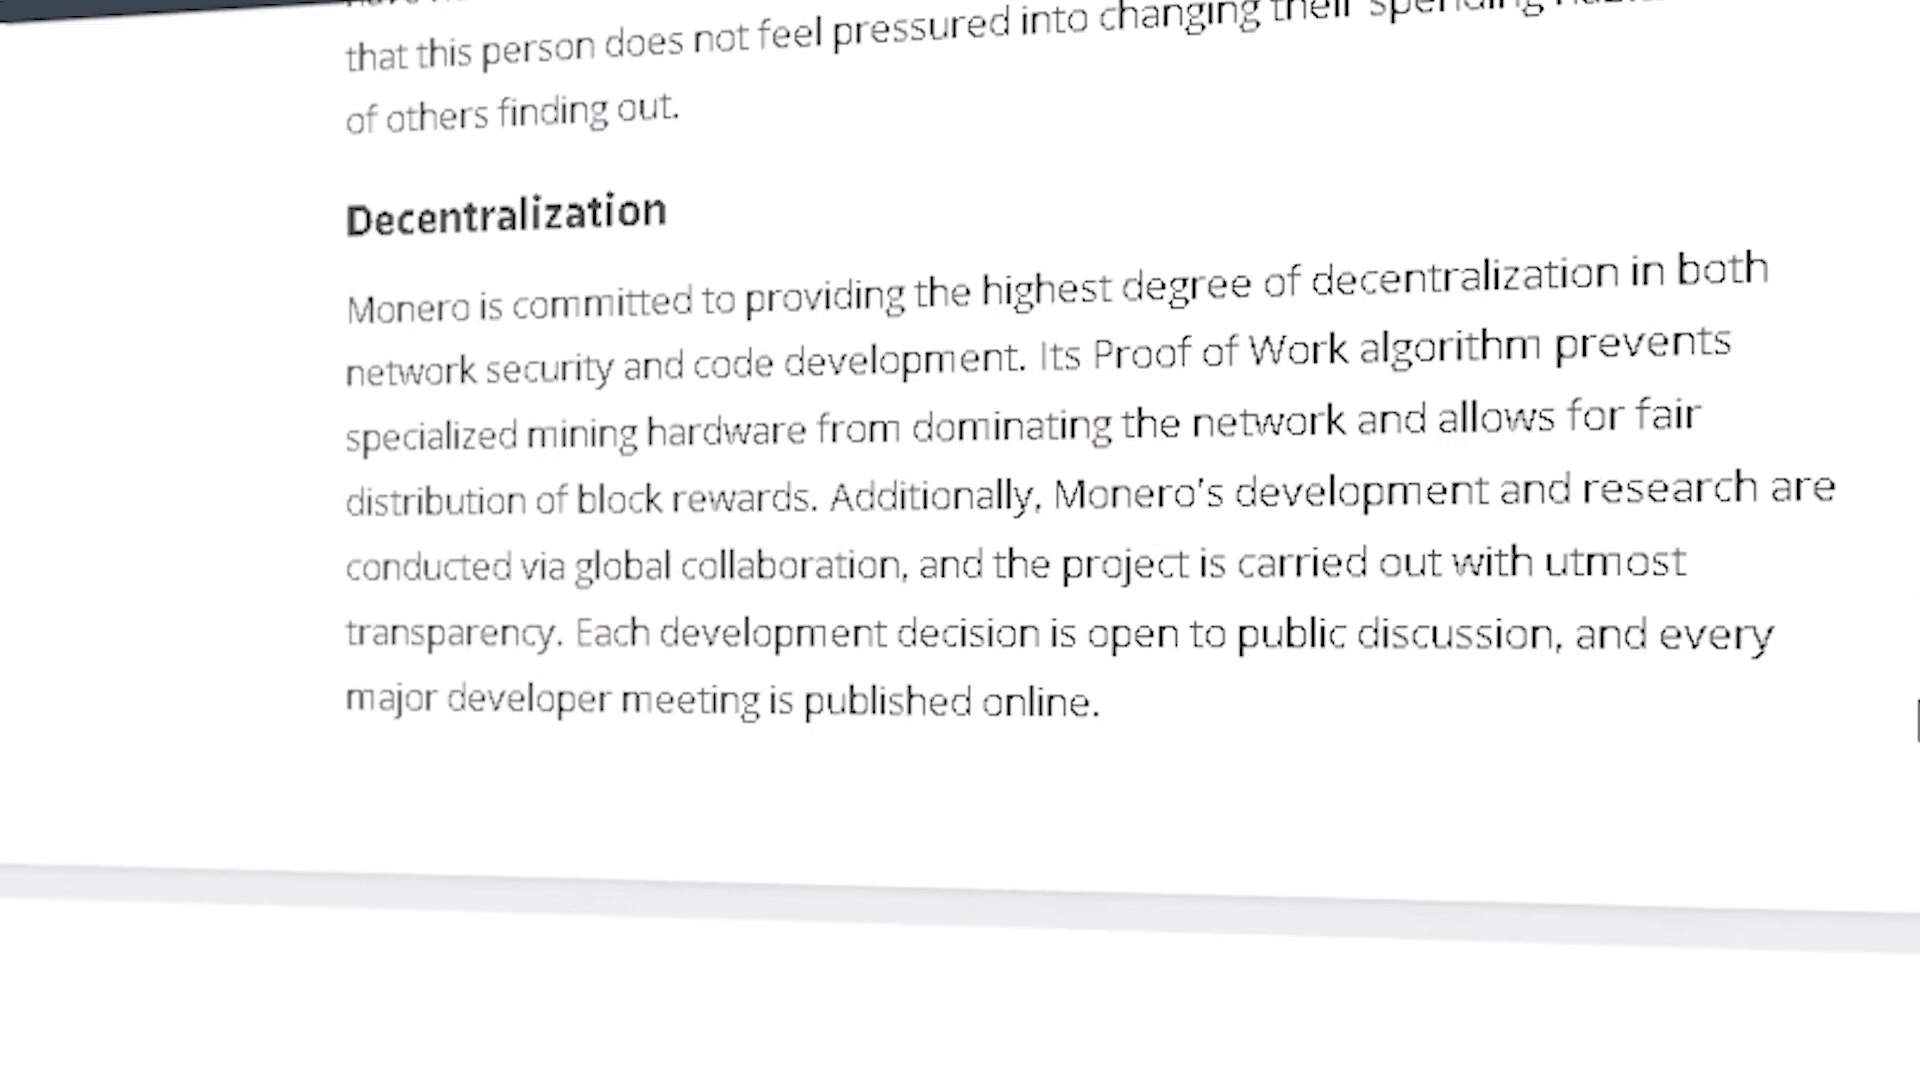 that this person does not feel pressured into changing their spending
of others finding out.
Decentralization
Monero is committed to providing the highest degree of decentralization in both
network security and code development. Its Proof of Work algorithm prevents
specialized mining hardware from dominating the network and allows for fair
distribution of block rewards. Additionally, Monero's development and research are
conducted via global collaboration, and the project is carried out with utmost
transparency. Each development decision is open to public discussion, and every
major developer meeting is published online.